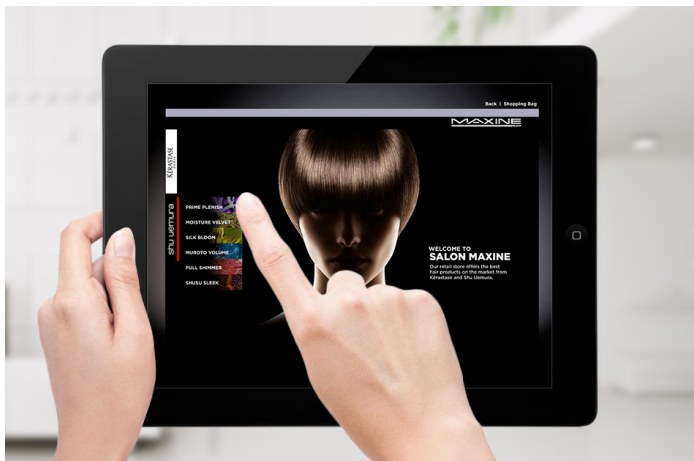 Back | Shopping Bag
MAXINE
KÉRASTASE
PARIS
shu uemura
PRIME PLENISH
MOISTURE VELVET
SILK BLOOM
MUROTO VOLUME
FULL SHIMMER
SHUSU SLEEK
WELCOME TO
SALON MAXINE
Our retail store offers the best
hair products on the market from
Kérastase and Shu Uemura.